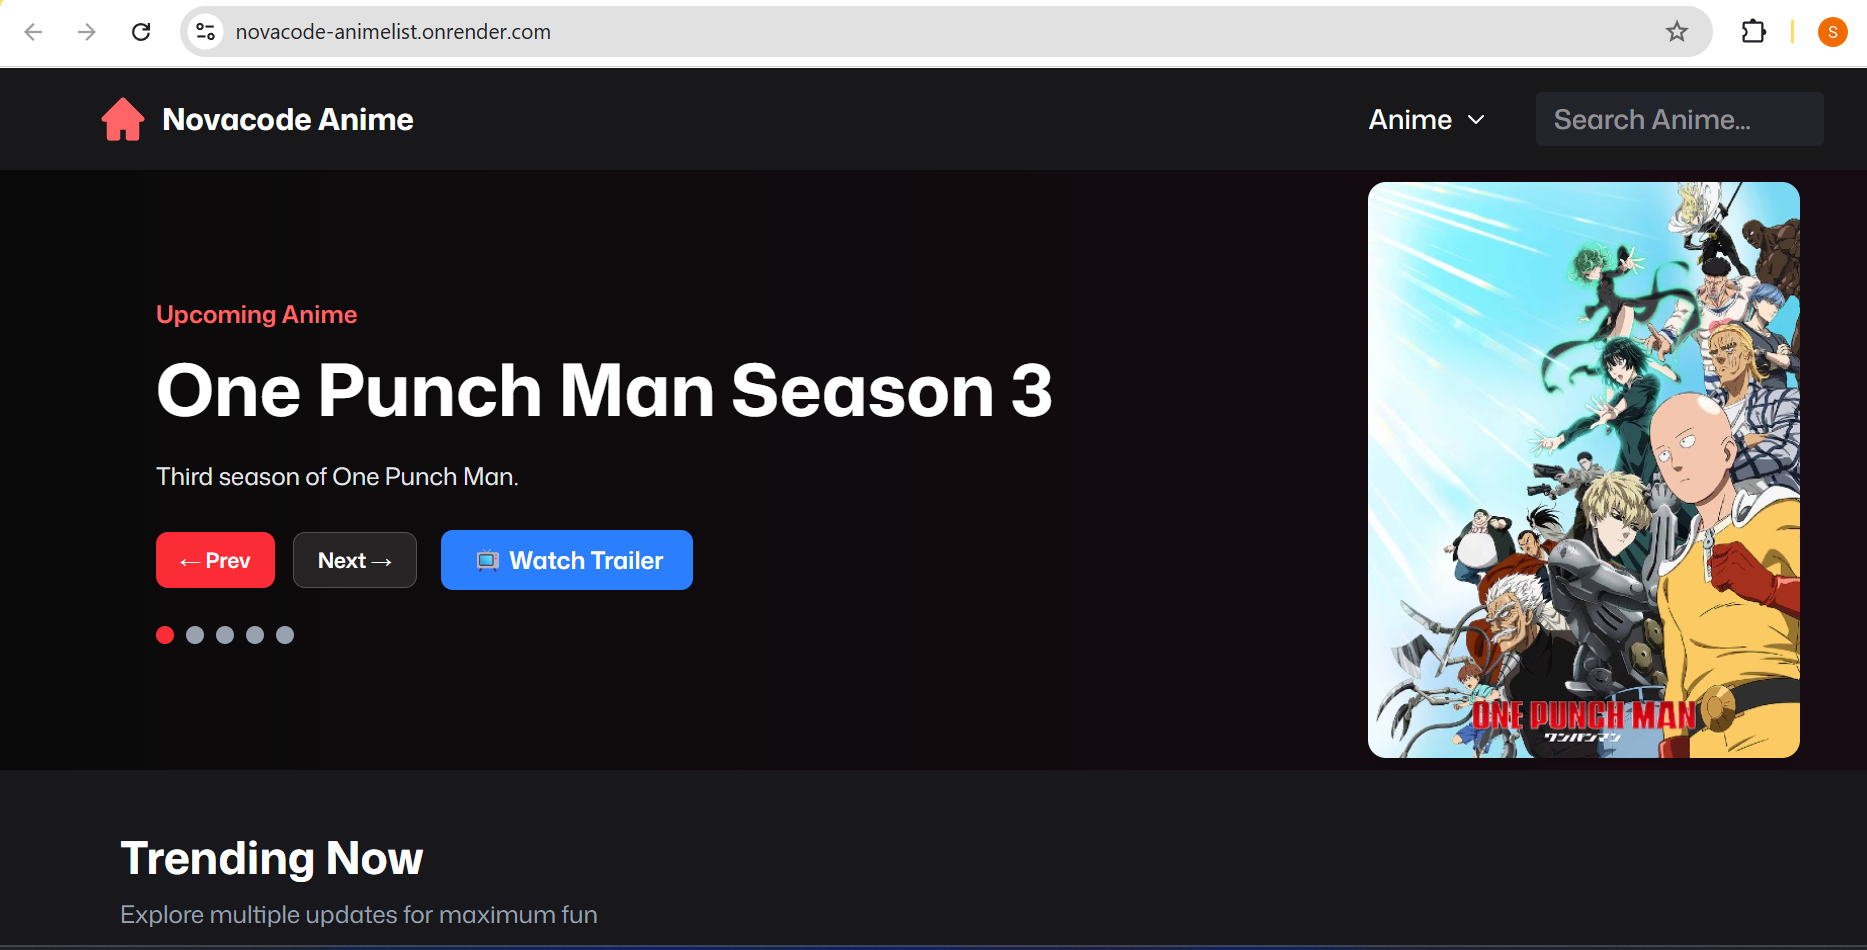 novacode-animelist.onrender.com
S
Novacode Anime
Anime
Search Anime...
Upcoming Anime
One Punch Man Season 3
Third season of One Punch Man.
← Prev
Next →
Watch Trailer
ONE PUNCH MAN
ワンパンマン
Trending Now
Explore multiple updates for maximum fun